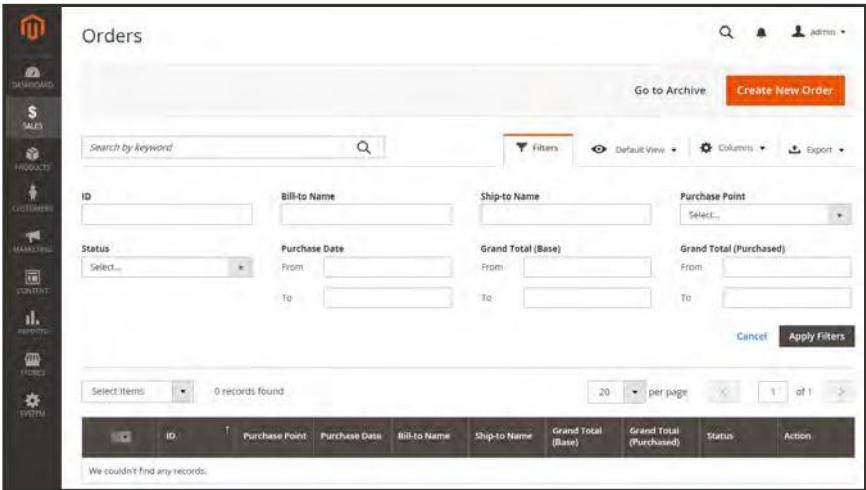 Orders
admin
DASHBOARD
$
SALES
PRODUCTS
CUSTOMERS
MARKETING
CONTENT
REPORTS
STORES
SYSTEM
Go to Archive
Create New Order
Search by keyword
Filters
Default View
Columns
Export
ID
Bill-to Name
Ship-to Name
Purchase Point
Select...
Status
Purchase Date
Grand Total (Base)
Grand Total (Purchased)
Select...
From
From
From
To
To
To
Cancel
Apply Filters
Select Items
0 records found
20
per page
1
of 1
ID
Purchase Point
Purchase Date
Bill-to Name
Ship-to Name
Grand Total
(Base)
Grand Total
(Purchased)
Status
Action
We couldn't find any records.